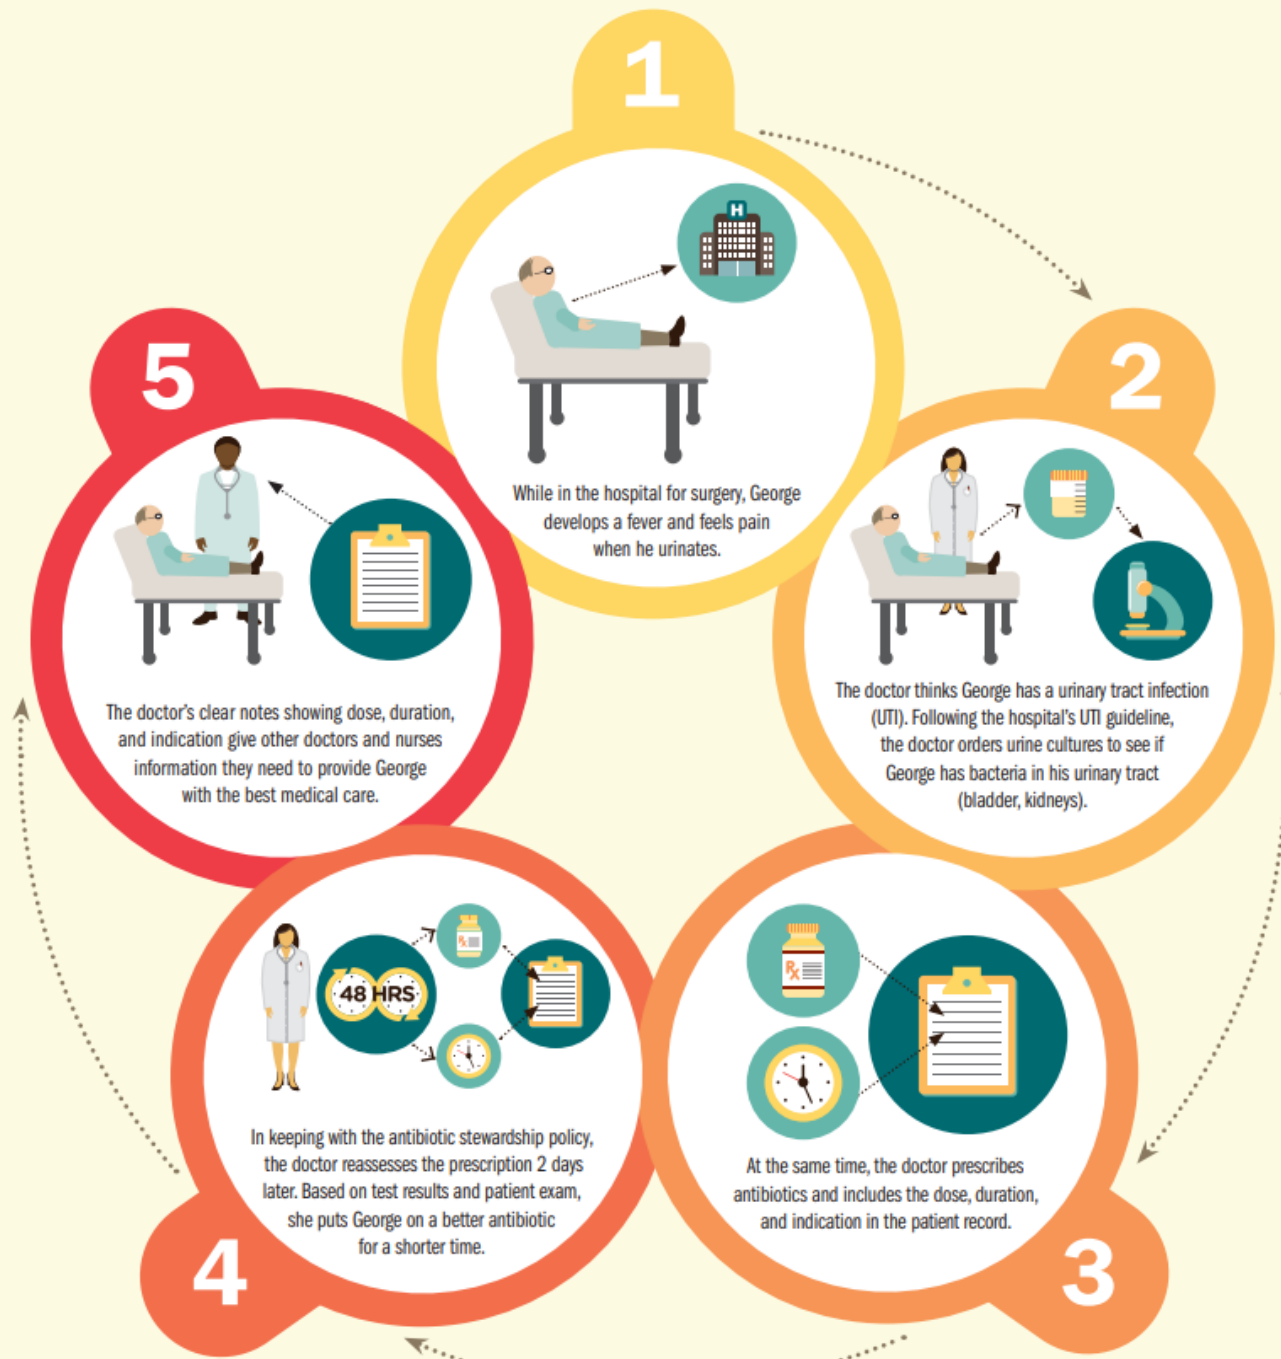 1
H
While in the hospital for surgery, George
develops a fever and feels pain
when he urinates.
2
The doctor thinks George has a urinary tract infection
(UTI). Following the hospital's UTI guideline,
the doctor orders urine cultures to see if
George has bacteria in his urinary tract
(bladder, kidneys).
3
Rx
At the same time, the doctor prescribes
antibiotics and includes the dose, duration,
and indication in the patient record.
4
48 HRS
Rx
In keeping with the antibiotic stewardship policy,
the doctor reassesses the prescription 2 days
later. Based on test results and patient exam,
she puts George on a better antibiotic
for a shorter time.
5
The doctor's clear notes showing dose, duration,
and indication give other doctors and nurses
information they need to provide George
with the best medical care.